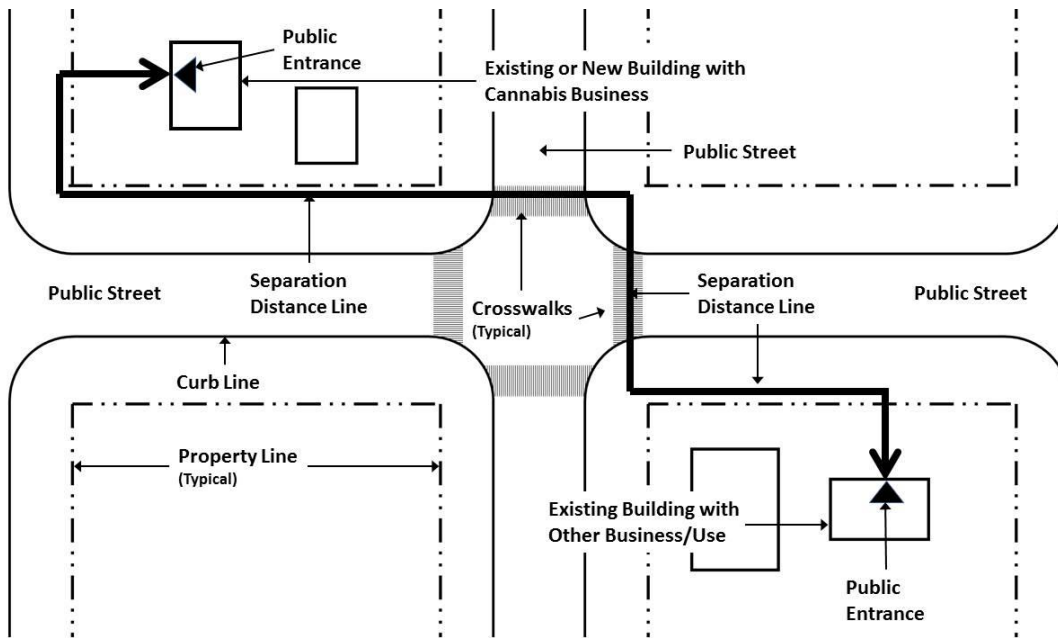 Public
Entrance
Existing or New Building with
Cannabis Business
Public Street
Separation
Distance Line
Public Street
Crosswalks
(Typical)
Separation
Distance Line
Public Street
Curb Line
Property Line
(Typical)
Existing Building with
Other Business/Use
Public
Entrance